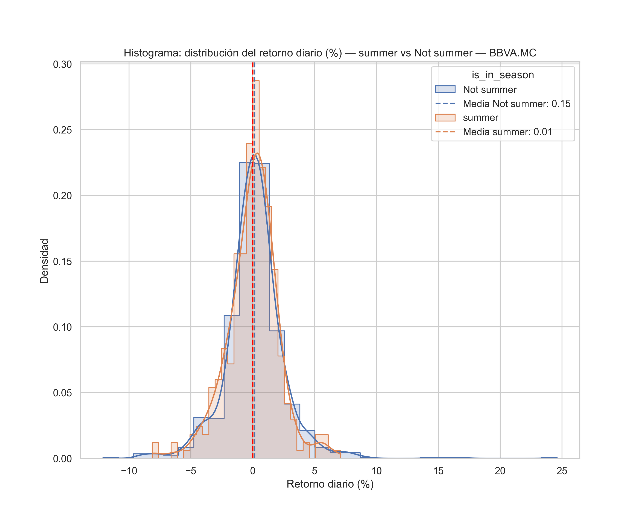 Histograma: distribución del retorno diario (%) — summer vs Not summer — BBVA.MC
is_in_season
Not summer
Media Not summer: 0.15
summer
Media summer: 0.01
0.30
0.25
0.20
0.15
0.10
0.05
0.00
Densidad
−10
−5
0
5
10
15
20
25
Retorno diario (%)